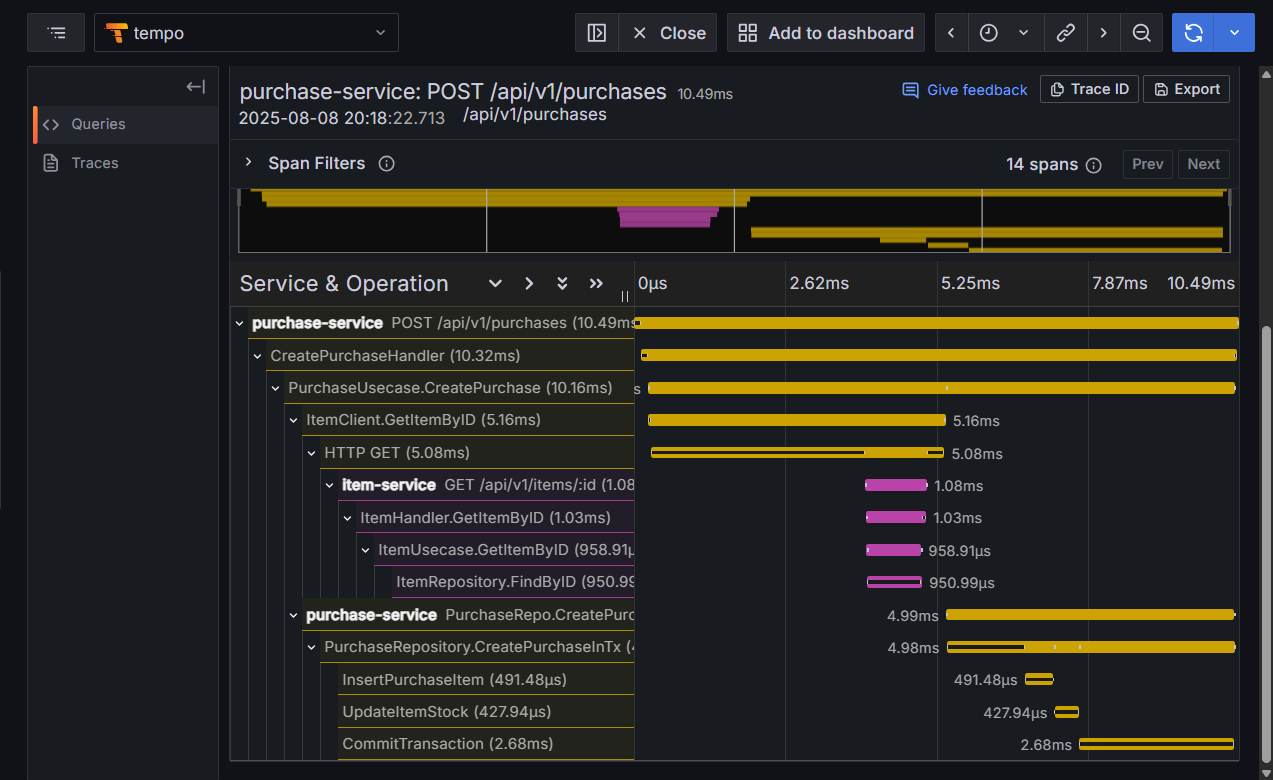 tempo
Close
Add to dashboard
Queries
Traces
purchase-service: POST /api/v1/purchases 10.49ms
Give feedback
Trace ID
Export
2025-08-08 20:18:22.713 /api/v1/purchases
Span Filters
14 spans
Prev
Next
Service & Operation
0μs
2.62ms
5.25ms
7.87ms
10.49ms
purchase-service POST /api/v1/purchases (10.49ms
CreatePurchaseHandler (10.32ms)
PurchaseUsecase.CreatePurchase (10.16ms)
s
ItemClient.GetItemByID (5.16ms)
5.16ms
HTTP GET (5.08ms)
5.08ms
item-service GET /api/v1/items/:id (1.08
1.08ms
ItemHandler.GetItemByID (1.03ms)
1.03ms
ItemUsecase.GetItemByID (958.91μ
958.91μs
ItemRepository.FindByID (950.99
950.99μs
purchase-service PurchaseRepo.CreatePurc
4.99ms
PurchaseRepository.CreatePurchaseInTx (4
4.98ms
InsertPurchaseItem (491.48μs)
491.48μs
UpdateItemStock (427.94μs)
427.94μs
CommitTransaction (2.68ms)
2.68ms